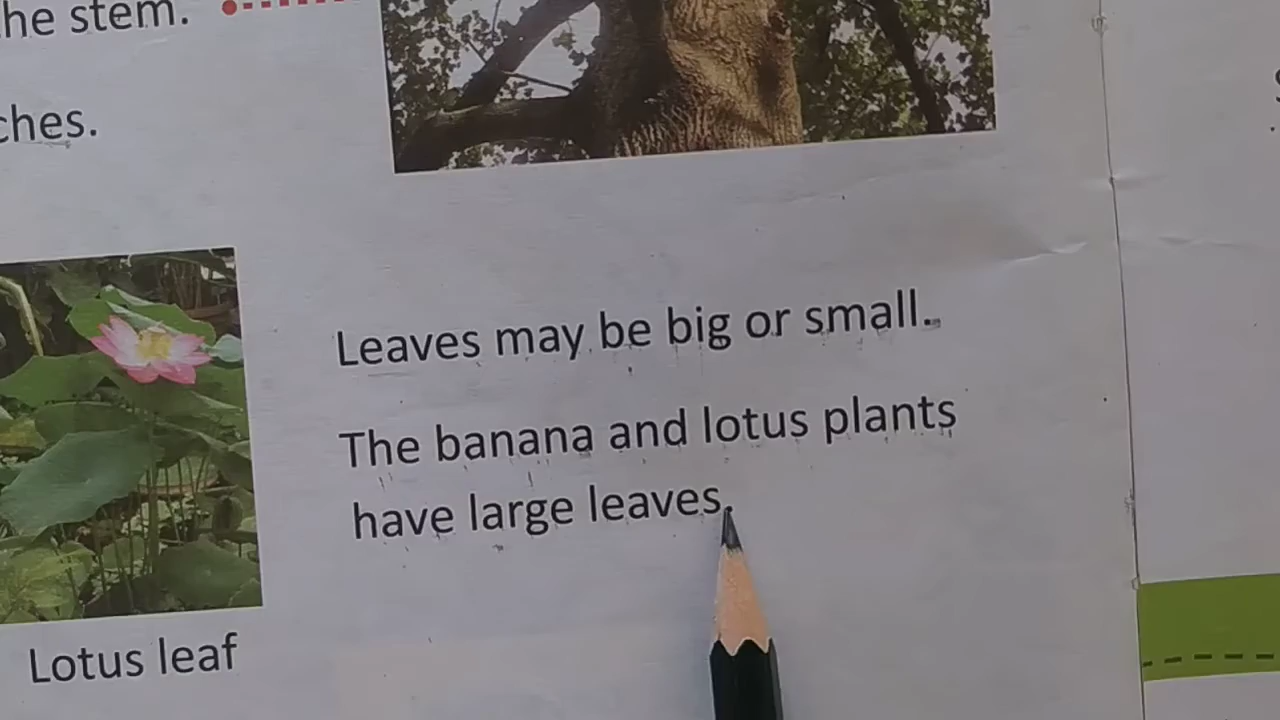 he stem.
ches.
Leaves may be big or small.
The banana and lotus plants
have large leaves.
Lotus leaf